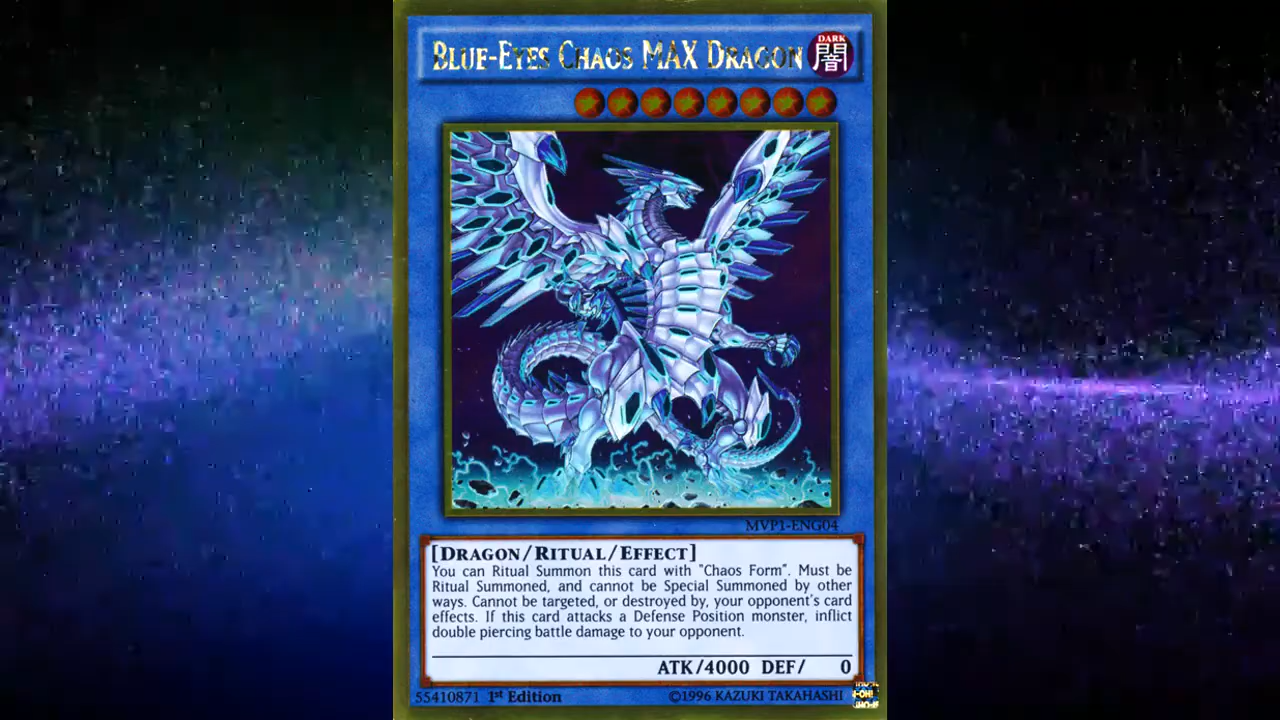 Blue-Eyes Chaos MAX Dragon
DARK
闇
MVP1-ENG04
[Dragon/Ritual/Effect]
You can Ritual Summon this card with "Chaos Form". Must be
Ritual Summoned, and cannot be Special Summoned by other
ways. Cannot be targeted, or destroyed by, your opponent's card
effects. If this card attacks a Defense Position monster, inflict
double piercing battle damage to your opponent.
ATK/4000 DEF/ 0
55410871 1st Edition ©1996 KAZUKI TAKAHASHI